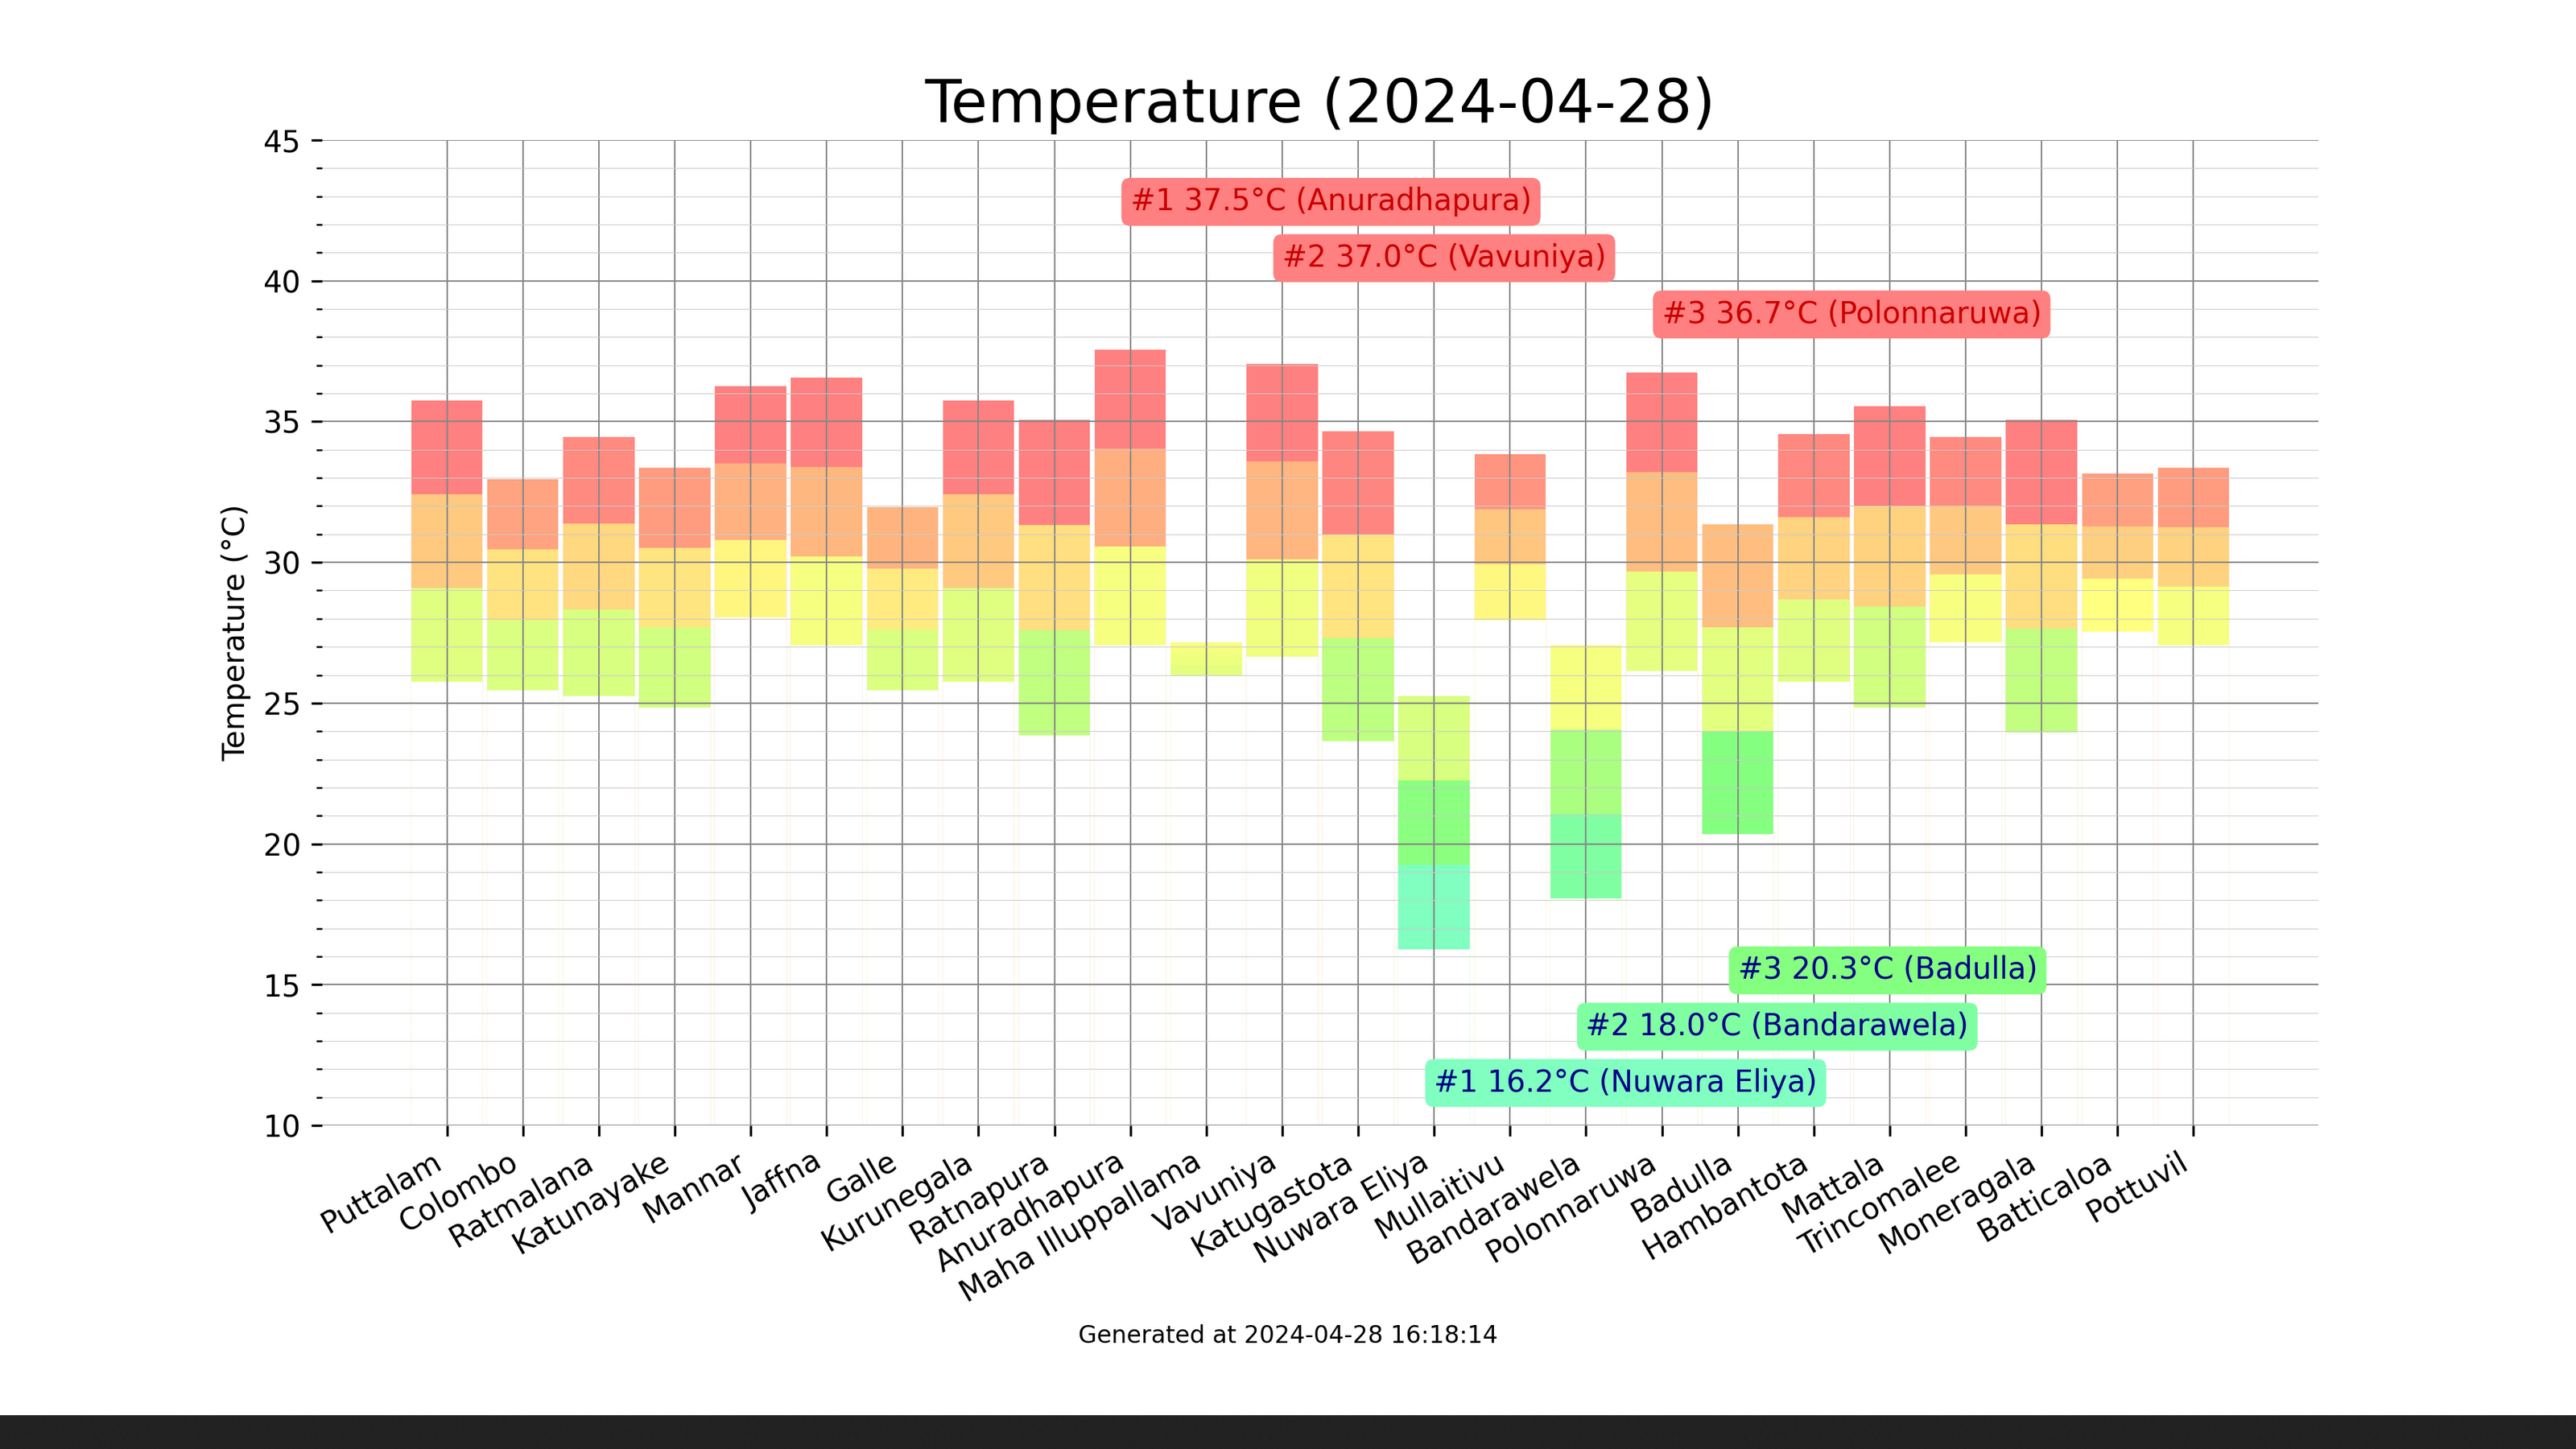 Temperature (2024-04-28)
45
40
35
30
25
20
15
10
Temperature (°C)
#1 37.5°C (Anuradhapura)
#2 37.0°C (Vavuniya)
#3 36.7°C (Polonnaruwa)
#3 20.3°C (Badulla)
#2 18.0°C (Bandarawela)
#1 16.2°C (Nuwara Eliya)
Puttalam
Colombo
Ratmalana
Katunayake
Mannar
Jaffna
Galle
Kurunegala
Ratnapura
Anuradhapura
Maha Illuppallama
Vavuniya
Katugastota
Nuwara Eliya
Mullaitivu
Bandarawela
Polonnaruwa
Badulla
Hambantota
Mattala
Trincomalee
Moneragala
Batticaloa
Pottuvil
Generated at 2024-04-28 16:18:14